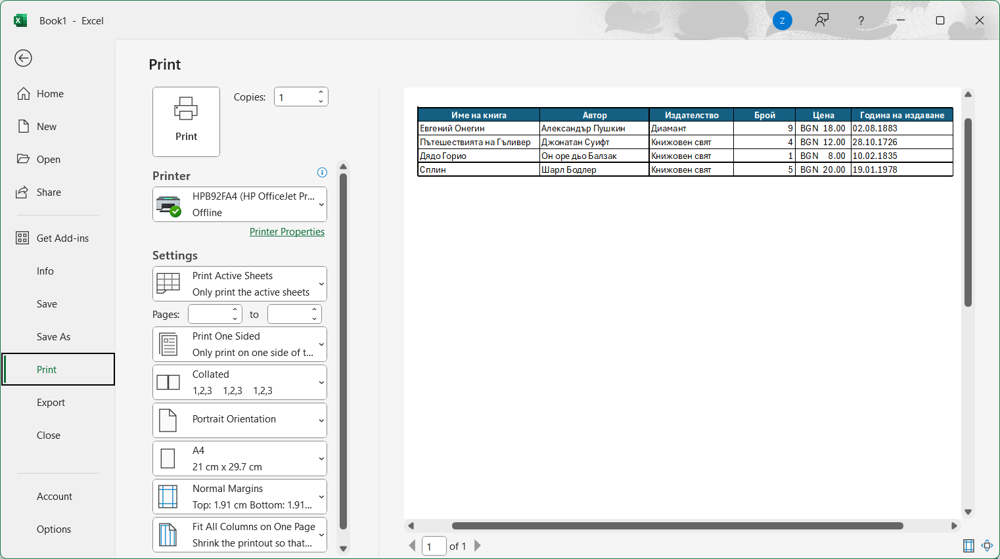 Book1 - Excel
Z
?
Print
Home
New
Open
Share
Get Add-ins
Info
Save
Save As
Print
Export
Close
Account
Options
Print
Copies: 1
Printer
HPB92FA4 (HP OfficeJet Pr...
Offline
Printer Properties
Settings
Print Active Sheets
Only print the active sheets
Pages: to
Print One Sided
Only print on one side of t...
Collated
1,2,3 1,2,3 1,2,3
Portrait Orientation
A4
21 cm x 29.7 cm
Normal Margins
Top: 1.91 cm Bottom: 1.91...
Fit All Columns on One Page
Shrink the printout so that...
Име на книга Автор Издателство Брой Цена Година на издаване
Евгений Онегин Александър Пушкин Диамант 9 BGN 18.00 02.08.1883
Пътешествията на Гъливер Джонатан Суифт Книжовен свят 4 BGN 12.00 28.10.1726
Дядо Горио Он оре дьо Балзак Книжовен свят 1 BGN 8.00 10.02.1835
Сплин Шарл Бодлер Книжовен свят 5 BGN 20.00 19.01.1978
1 of 1